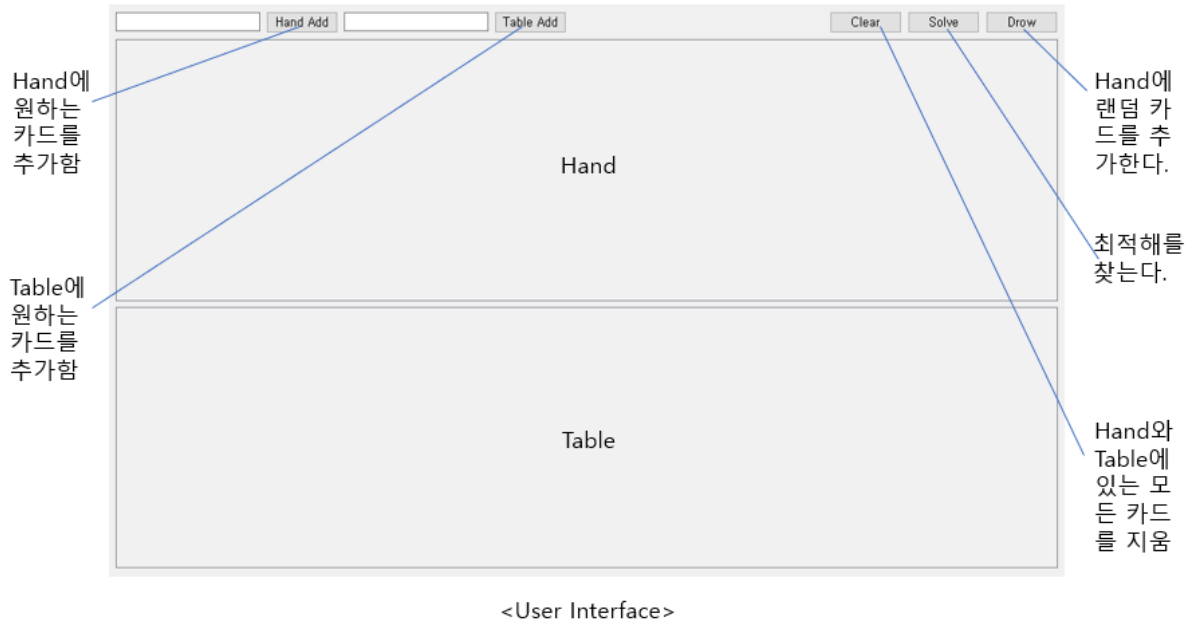 Hand Add
Table Add
Clear
Solve
Drow
Hand에
원하는
카드를
추가함
Table에
원하는
카드를
추가함
Hand
Table
Hand에
랜덤 카
드를 추
가한다.
최적해를
찾는다.
Hand와
Table에
있는 모
든 카드
를 지움
<User Interface>